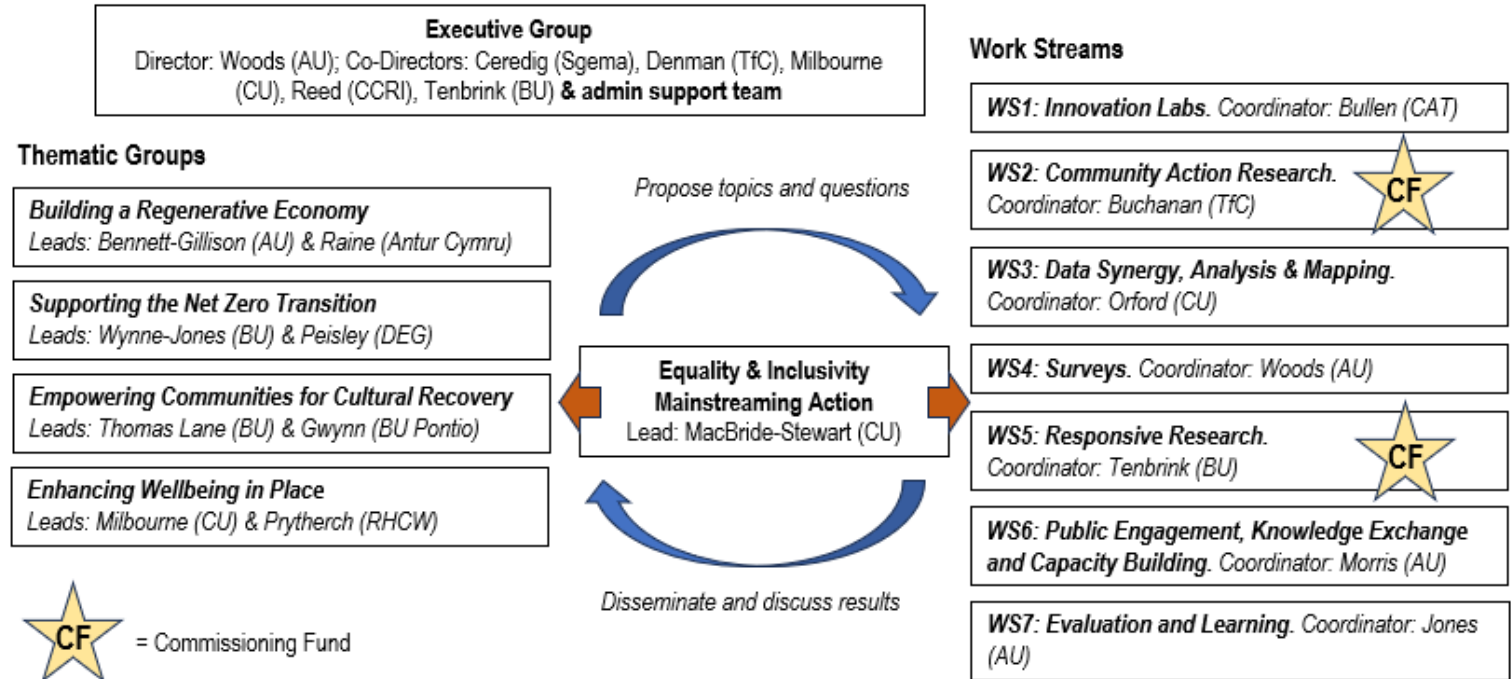 Executive Group
Director: Woods (AU); Co-Directors: Ceredig (Sgema), Denman (TfC), Milbourne
(CU), Reed (CCRI), Tenbrink (BU) & admin support team
Thematic Groups
Building a Regenerative Economy
Leads: Bennett-Gillison (AU) & Raine (Antur Cymru)
Supporting the Net Zero Transition
Leads: Wynne-Jones (BU) & Peisley (DEG)
Empowering Communities for Cultural Recovery
Leads: Thomas Lane (BU) & Gwynn (BU Pontio)
Enhancing Wellbeing in Place
Leads: Milbourne (CU) & Prytherch (RHCW)
CF
= Commissioning Fund
Propose topics and questions
Equality & Inclusivity
Mainstreaming Action
Lead: MacBride-Stewart (CU)
Disseminate and discuss results
Work Streams
WS1: Innovation Labs. Coordinator: Bullen (CAT)
WS2: Community Action Research.
Coordinator: Buchanan (TfC)
CF
WS3: Data Synergy, Analysis & Mapping.
Coordinator: Orford (CU)
WS4: Surveys. Coordinator: Woods (AU)
WS5: Responsive Research.
Coordinator: Tenbrink (BU)
CF
WS6: Public Engagement, Knowledge Exchange
and Capacity Building. Coordinator: Morris (AU)
WS7: Evaluation and Learning. Coordinator: Jones
(AU)